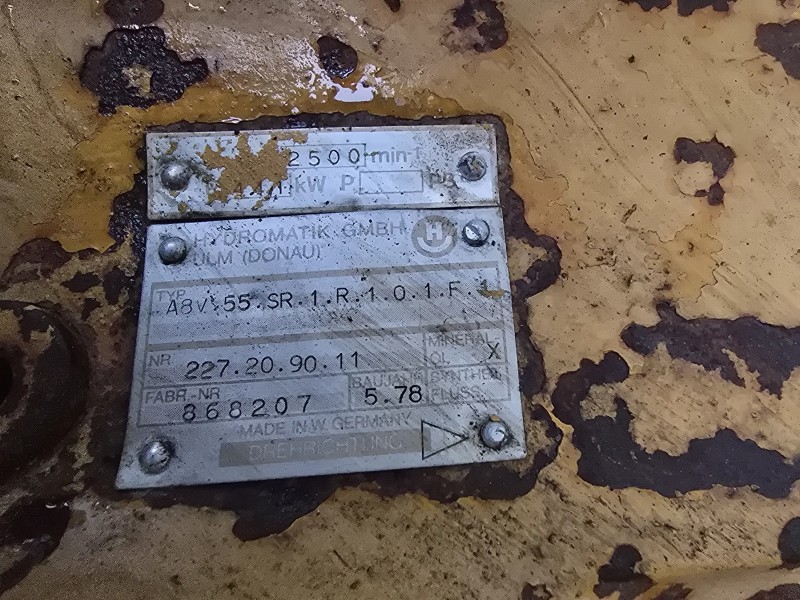 2500 min-1
kW P
HYDROMATIK GMBH
ULM (DONAU)
H
TYP
A8V.55.SR.1.R.1.0.1.F.1
NR 227.20.90.11
MINERAL ÖL X
FABR.-NR 868207
BAUJAHR 5.78
SYNTHET. FLUSS.
MADE IN W. GERMANY
DREHRICHTUNG